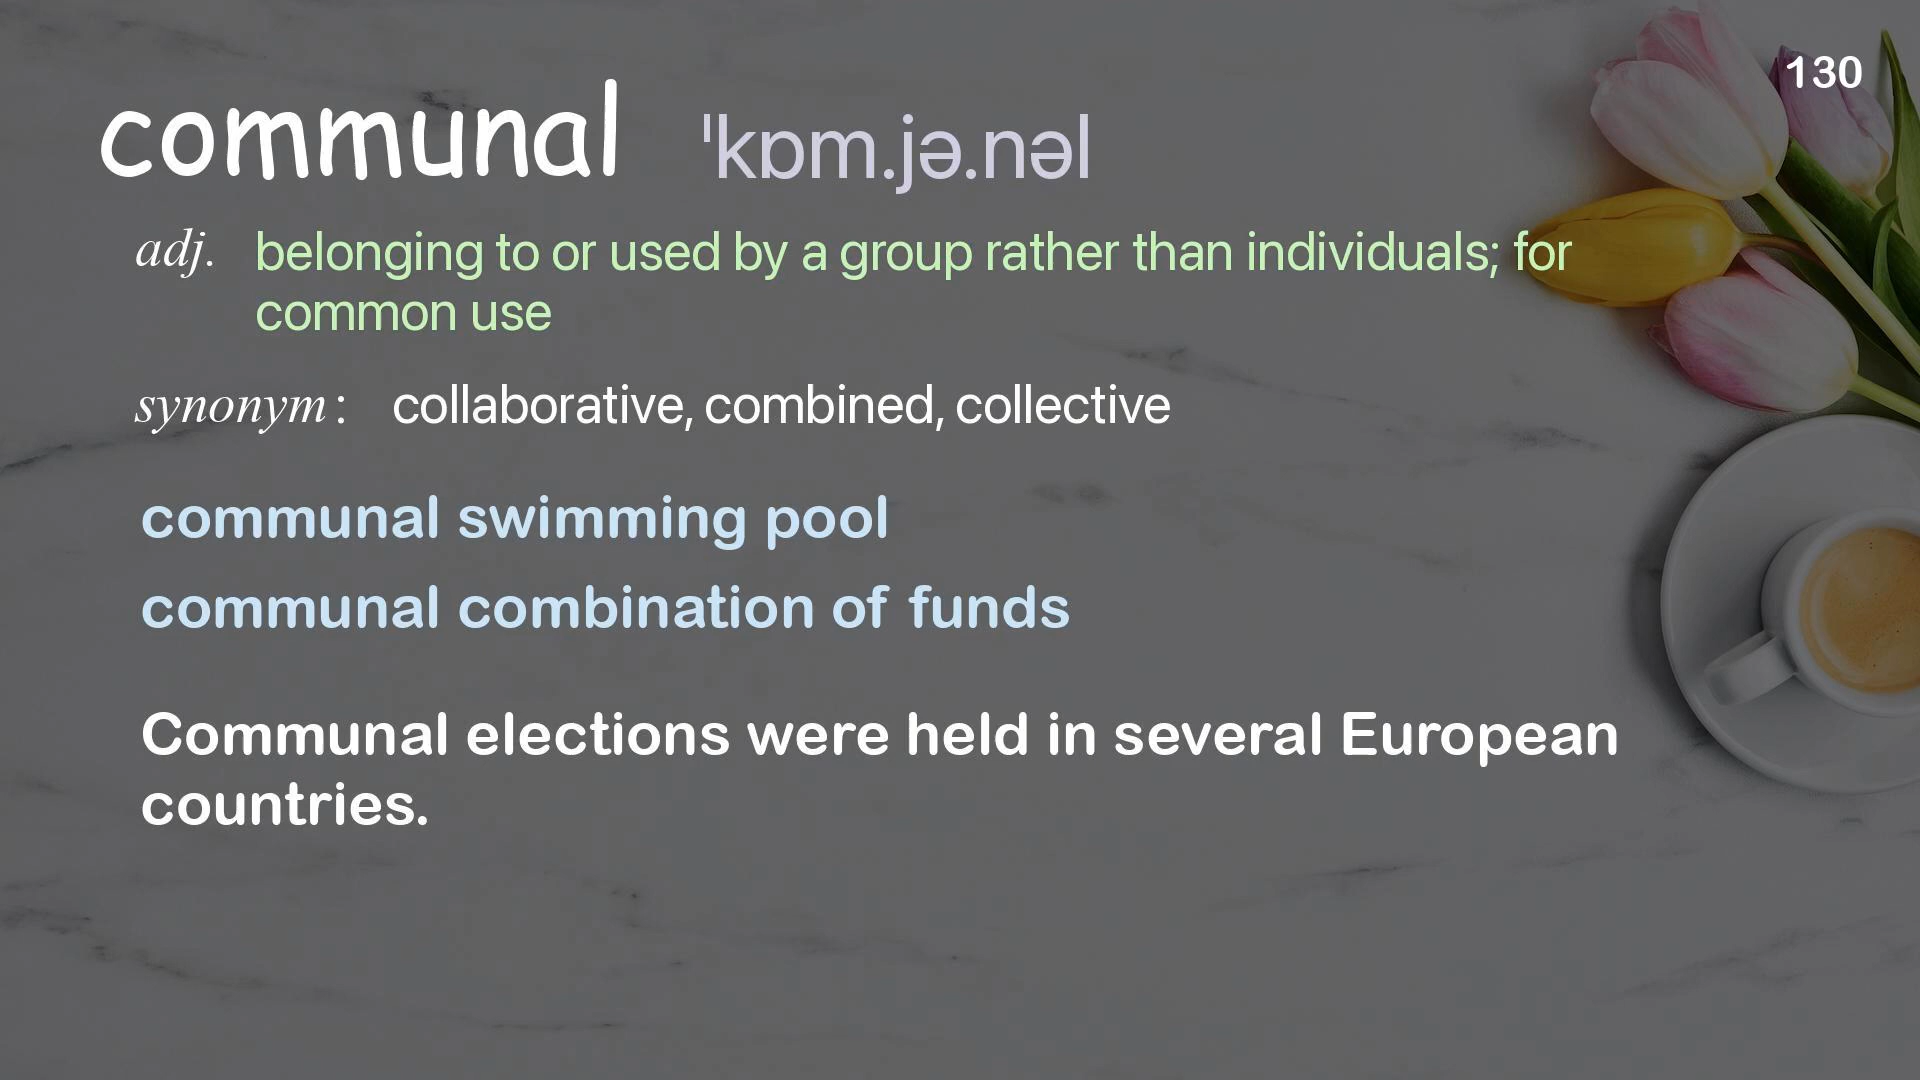 130
communal ˈkɒm.jə.nəl
adj. belonging to or used by a group rather than individuals; for
common use
synonym : collaborative, combined, collective
communal swimming pool
communal combination of funds
Communal elections were held in several European
countries.